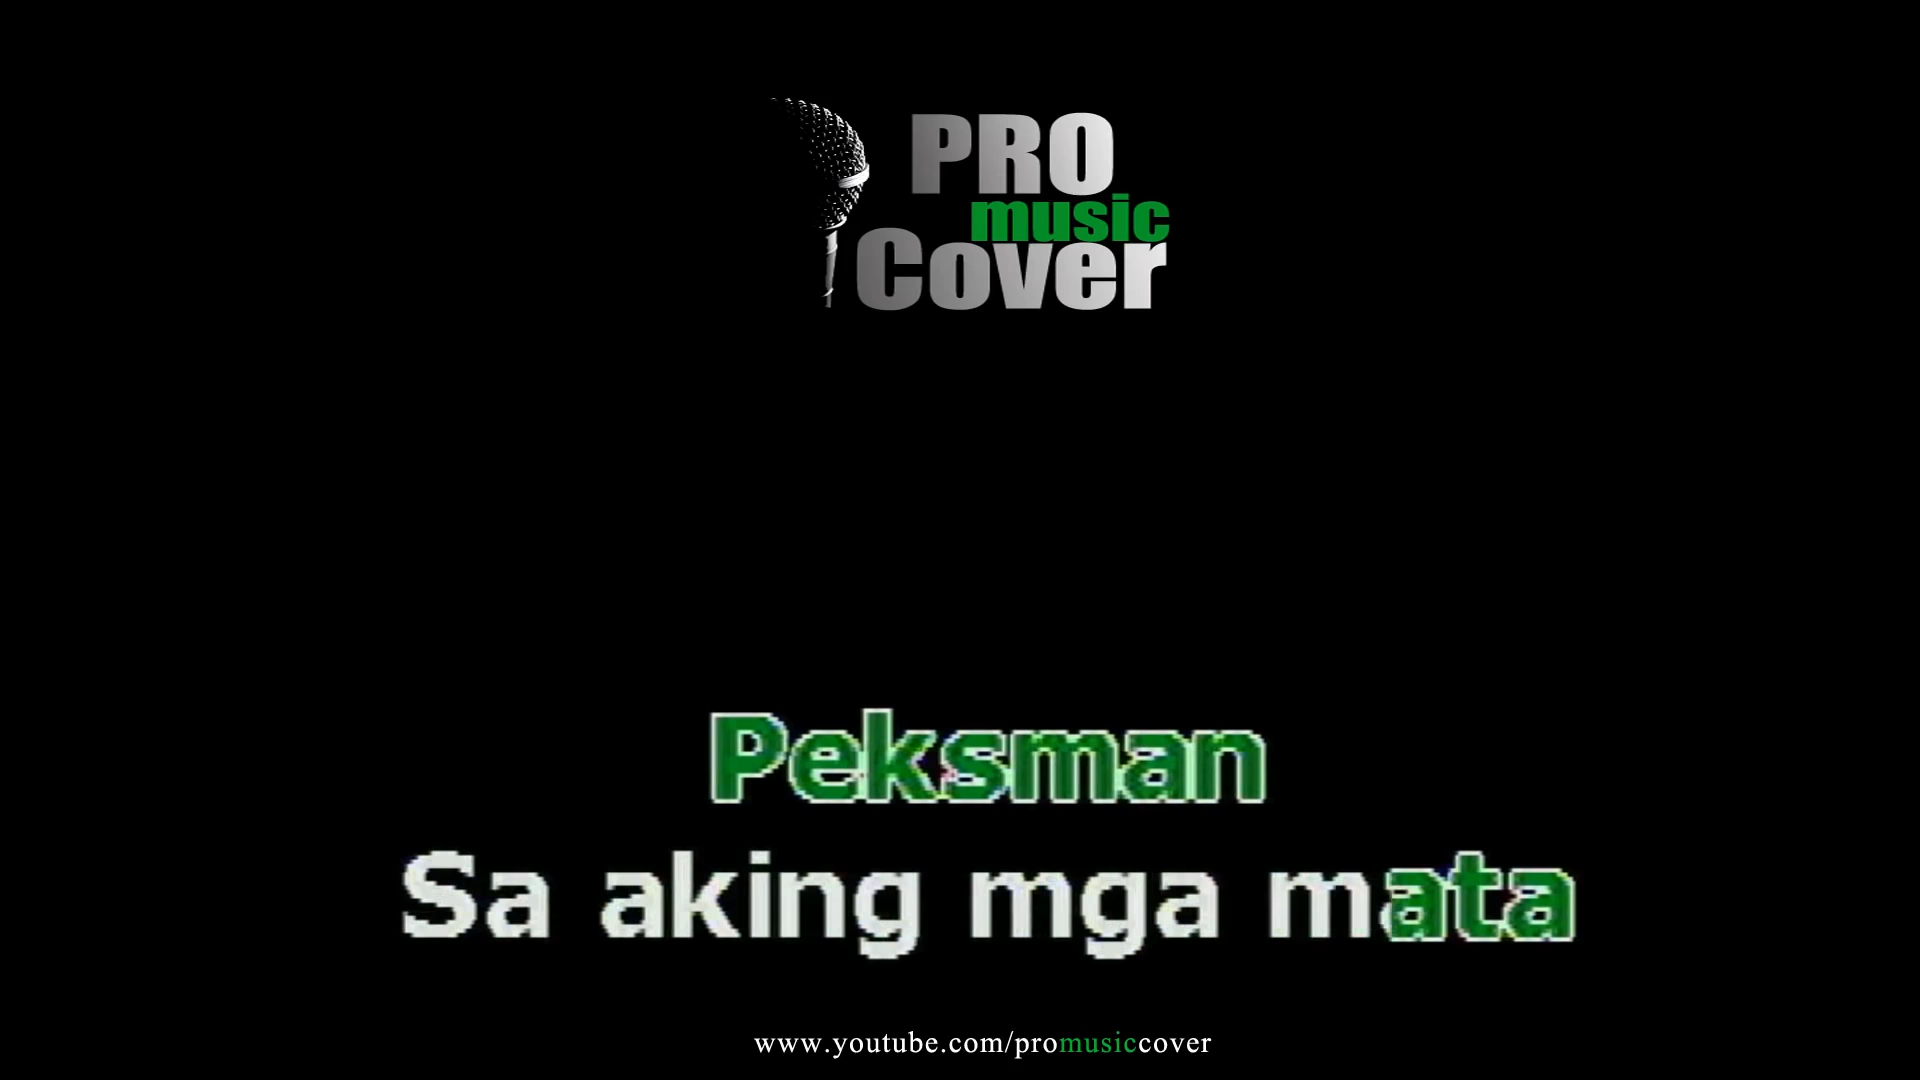 PRO
music
Cover
Peksman
Sa aking mga mata
www.youtube.com/promusiccover